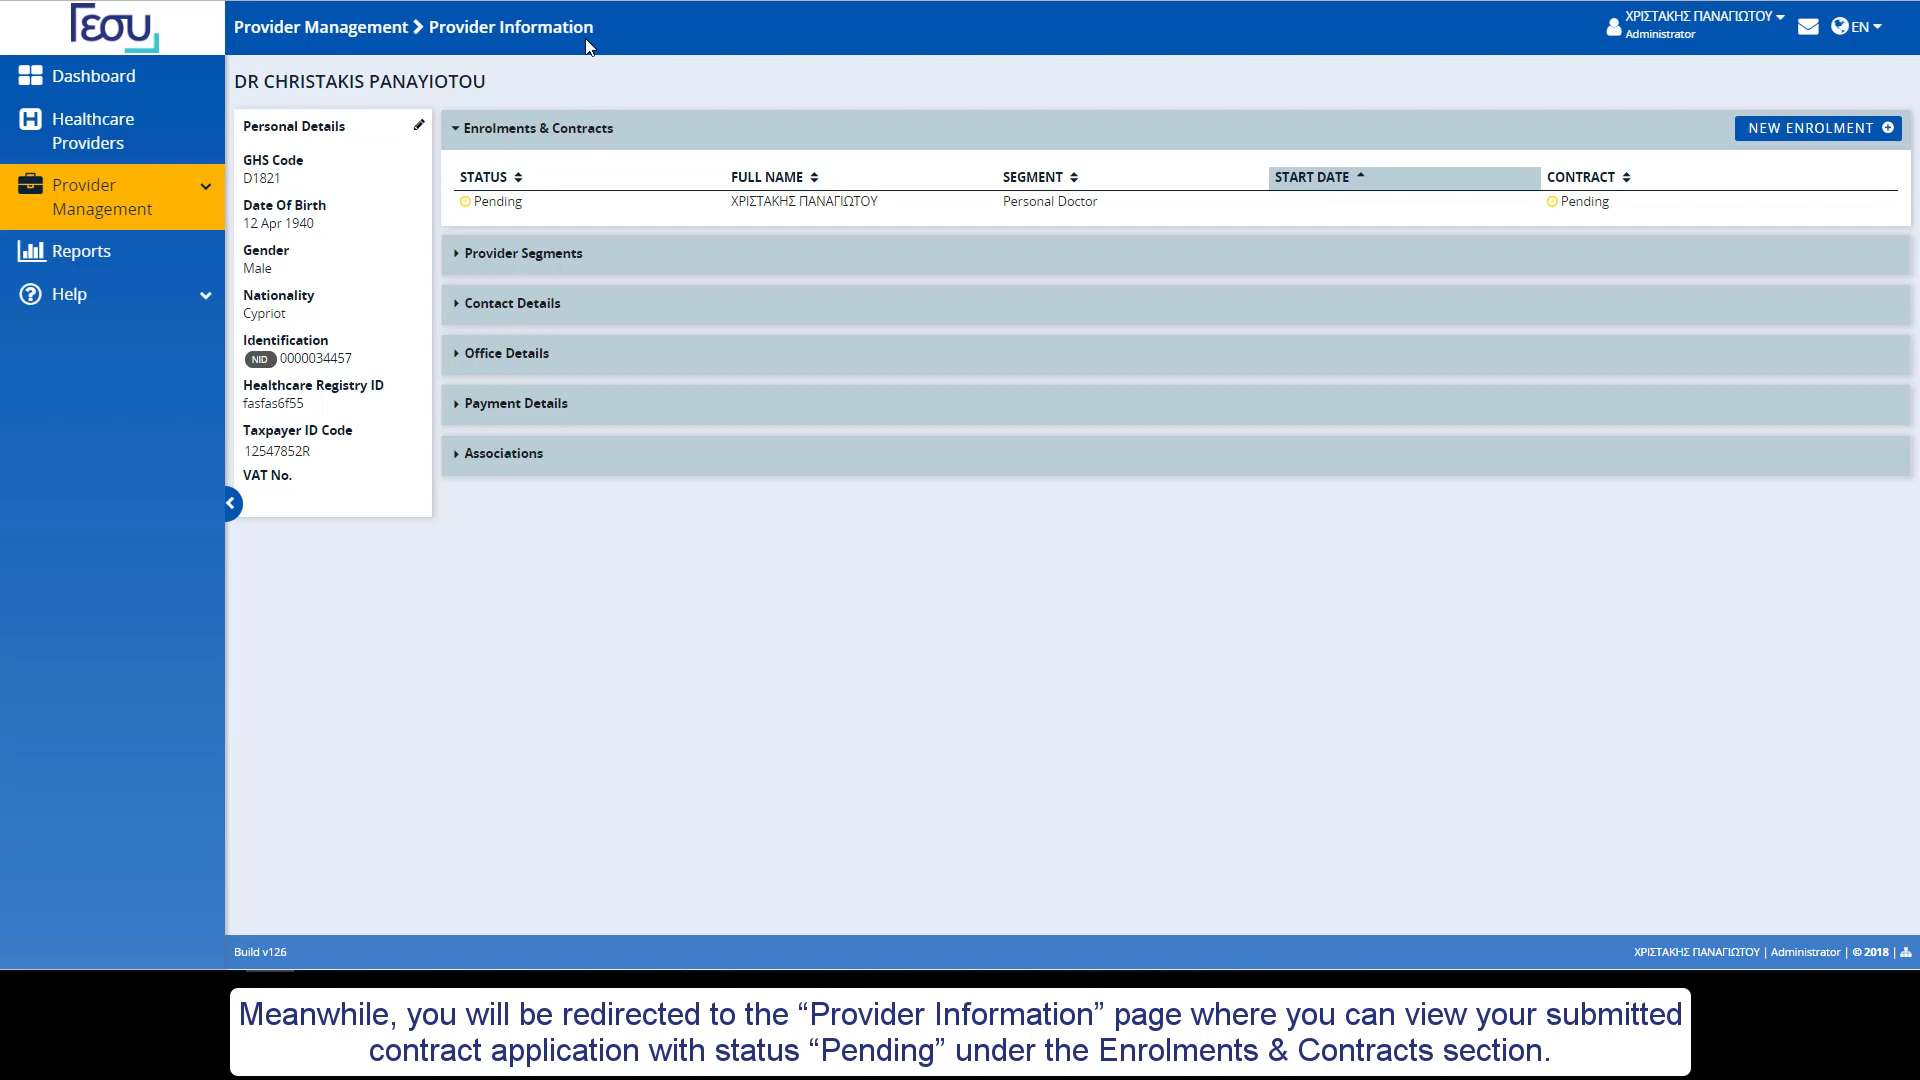 Γεσυ
Provider Management > Provider Information
ΧΡΙΣΤΑΚΗΣ ΠΑΝΑΓΙΩΤΟΥ
Administrator
EN
Dashboard
Healthcare
Providers
Provider
Management
Reports
Help
DR CHRISTAKIS PANAYIOTOU
Personal Details
GHS Code
D1821
Date Of Birth
12 Apr 1940
Gender
Male
Nationality
Cypriot
Identification
NID 0000034457
Healthcare Registry ID
fasfas6f55
Taxpayer ID Code
12547852R
VAT No.
Enrolments & Contracts
NEW ENROLMENT
STATUS FULL NAME SEGMENT START DATE CONTRACT
Pending ΧΡΙΣΤΑΚΗΣ ΠΑΝΑΓΙΩΤΟΥ Personal Doctor Pending
Provider Segments
Contact Details
Office Details
Payment Details
Associations
Build v126
ΧΡΙΣΤΑΚΗΣ ΠΑΝΑΓΙΩΤΟΥ | Administrator | © 2018 |
Meanwhile, you will be redirected to the “Provider Information” page where you can view your submitted
contract application with status “Pending” under the Enrolments & Contracts section.